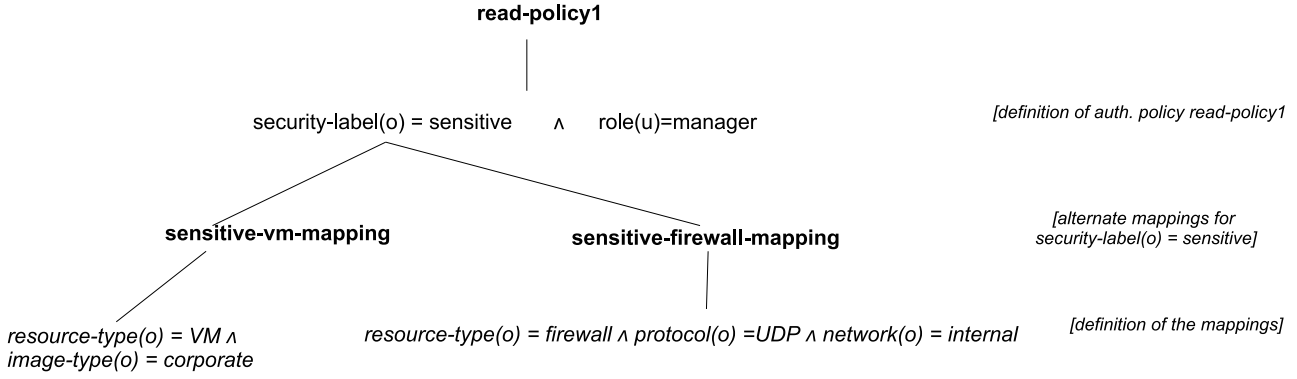 read-policy1
security-label(o) = sensitive ∧ role(u)=manager
[definition of auth. policy read-policy1
[alternate mappings for
security-label(o) = sensitive]
sensitive-vm-mapping
sensitive-firewall-mapping
resource-type(o) = VM ∧
image-type(o) = corporate
resource-type(o) = firewall ∧ protocol(o) =UDP ∧ network(o) = internal
[definition of the mappings]